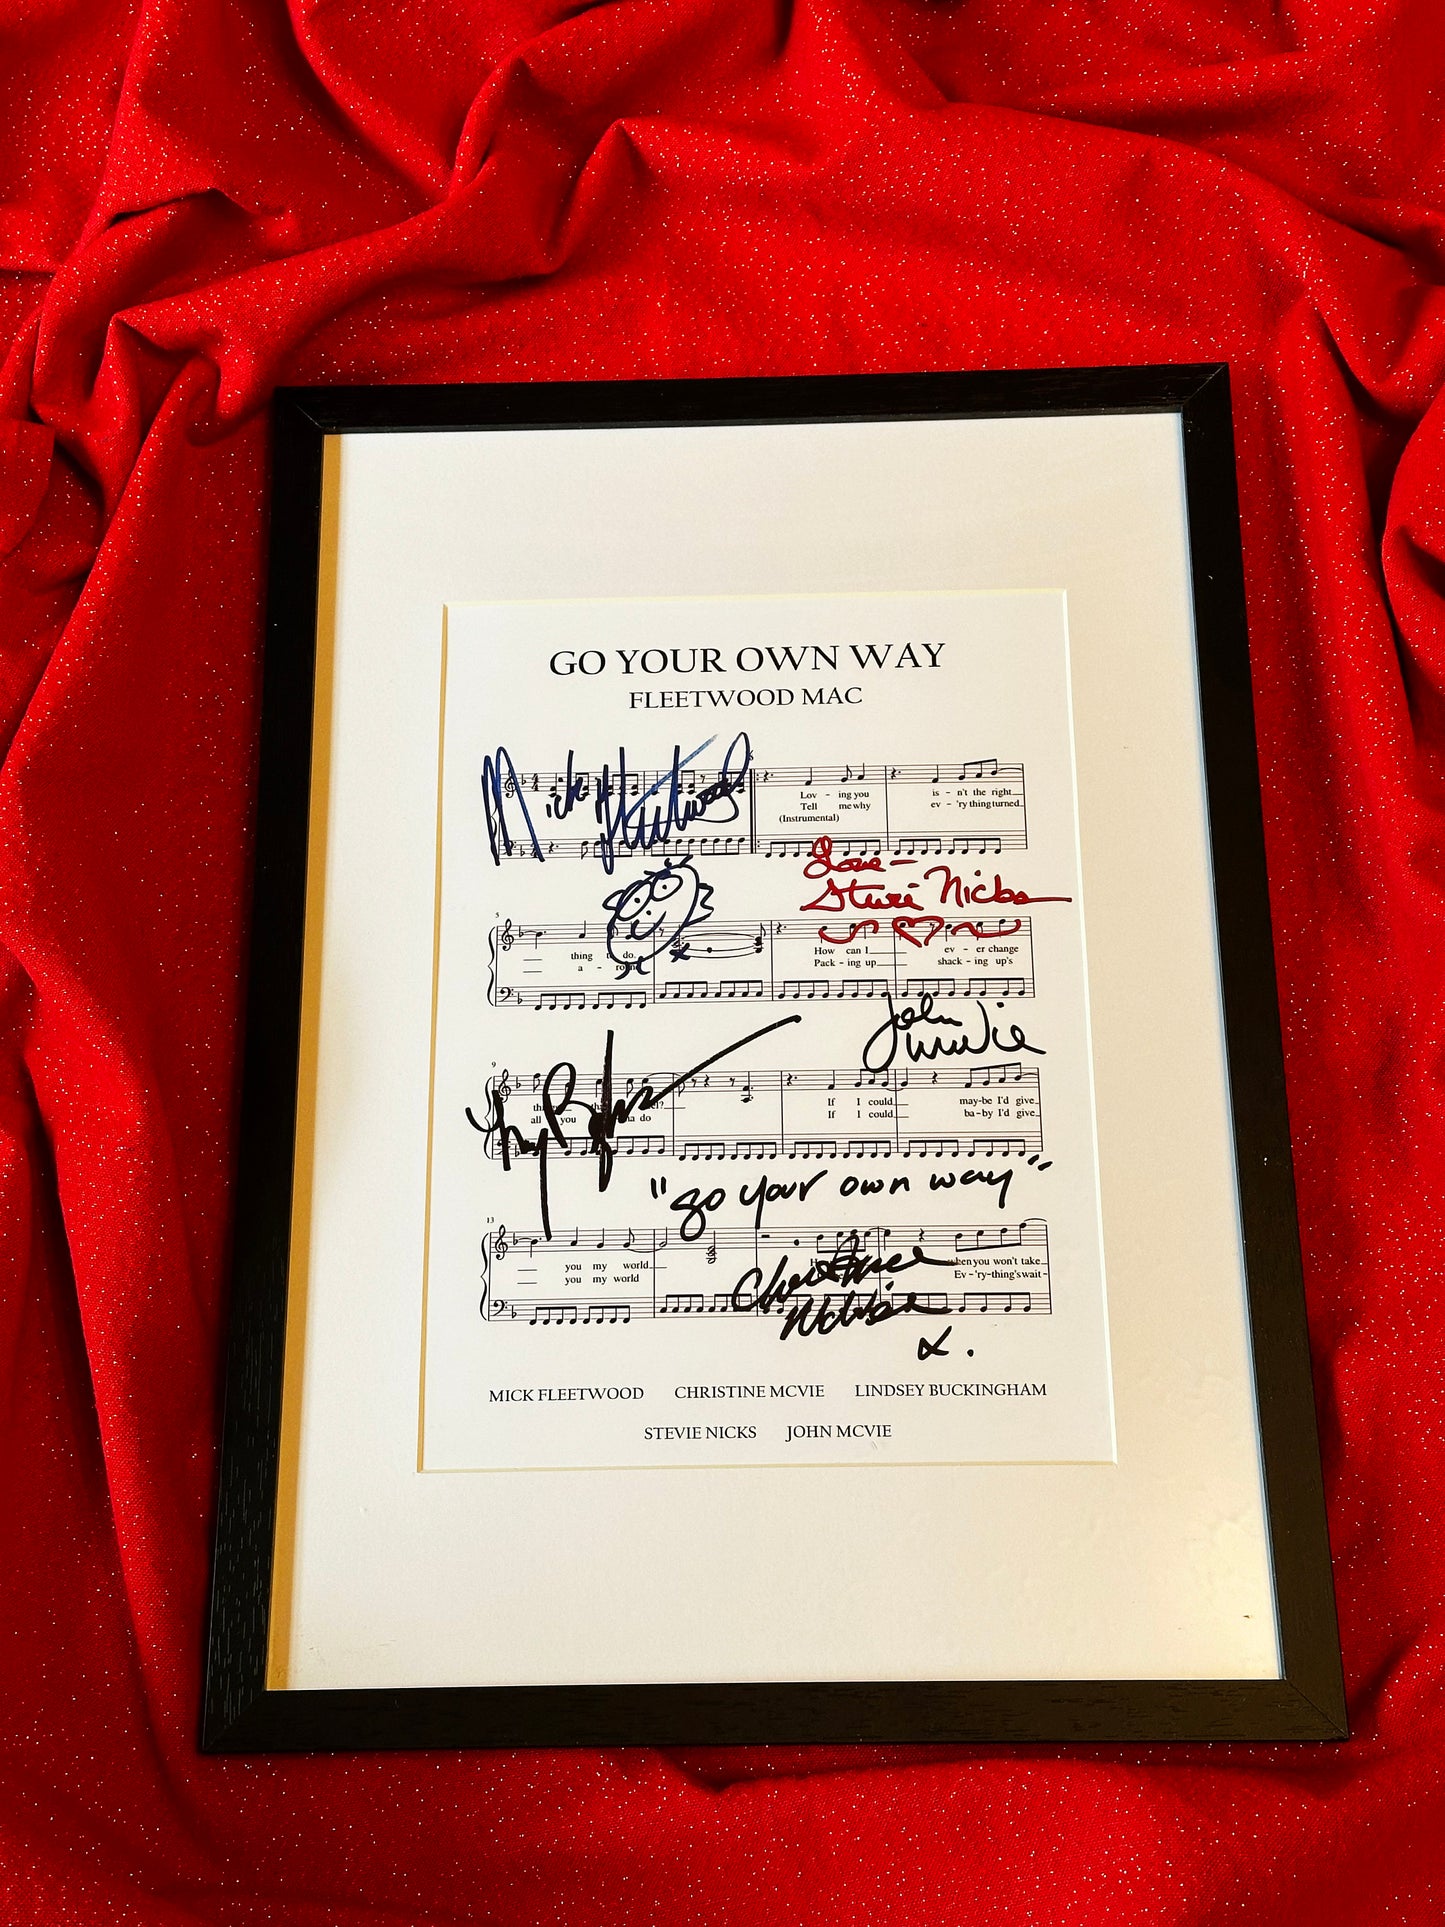 GO YOUR OWN WAY
FLEETWOOD MAC
Mick Fleetwood
Lov - ing you is - n't the right
Tell me why ev - 'ry thing turned
(Instrumental)
Love -
Stevie Nicks
5
thing to do. How can I ev - er change
a - round Pack - ing up shack - ing up's
John McVie
9
If I could may-be I'd give
all you do If I could ba-by I'd give
"go your own way"
13
you my world when you won't take
you my world Ev-'ry-thing's wait-
Christine
McVie
x.
MICK FLEETWOOD CHRISTINE MCVIE LINDSEY BUCKINGHAM
STEVIE NICKS JOHN MCVIE